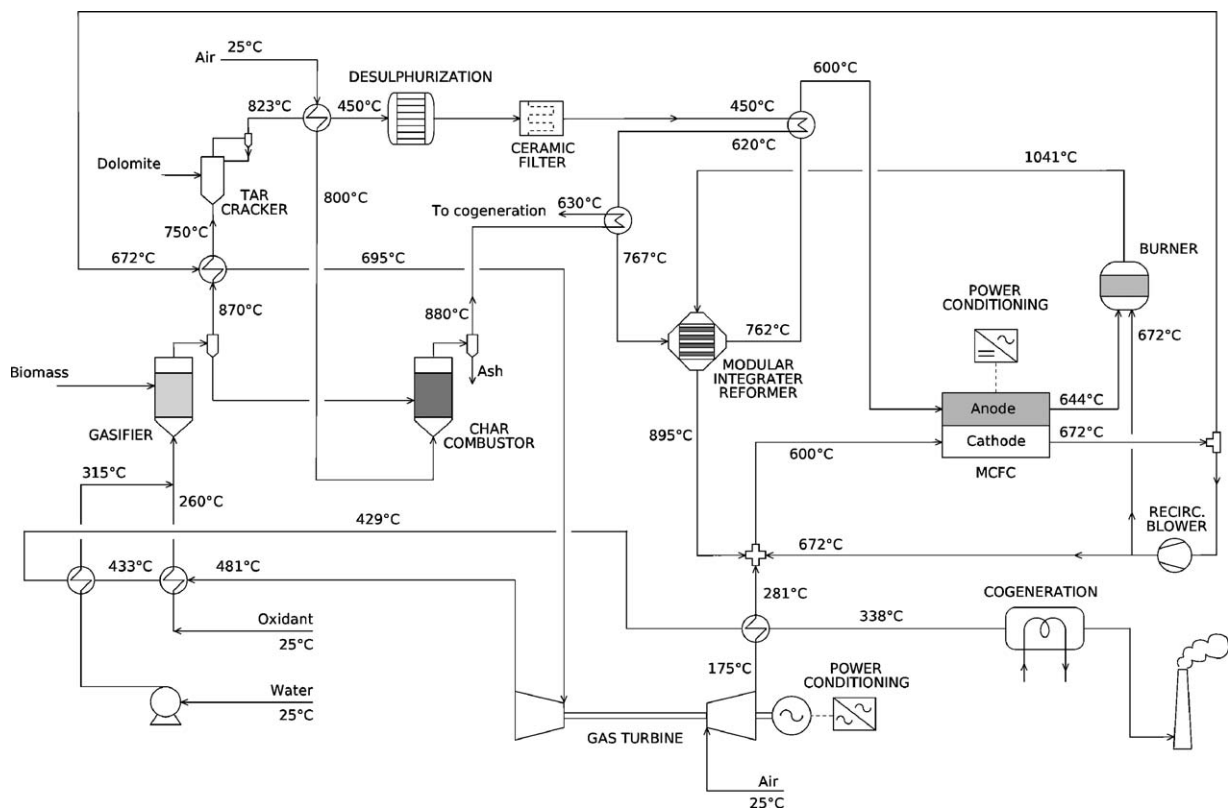 25°C
Air
DESULPHURIZATION
600°C
823°C
450°C
450°C
CERAMIC
FILTER
620°C
1041°C
Dolomite
TAR
CRACKER
800°C
630°C
To cogeneration
750°C
672°C
695°C
767°C
BURNER
870°C
880°C
POWER
CONDITIONING
762°C
672°C
Biomass
Ash
MODULAR
INTEGRATER
REFORMER
Anode
644°C
GASIFIER
CHAR
COMBUSTOR
895°C
Cathode
672°C
600°C
MCFC
315°C
260°C
429°C
RECIRC.
BLOWER
672°C
433°C
481°C
281°C
COGENERATION
Oxidant
25°C
338°C
175°C
POWER
CONDITIONING
Water
25°C
GAS TURBINE
Air
25°C